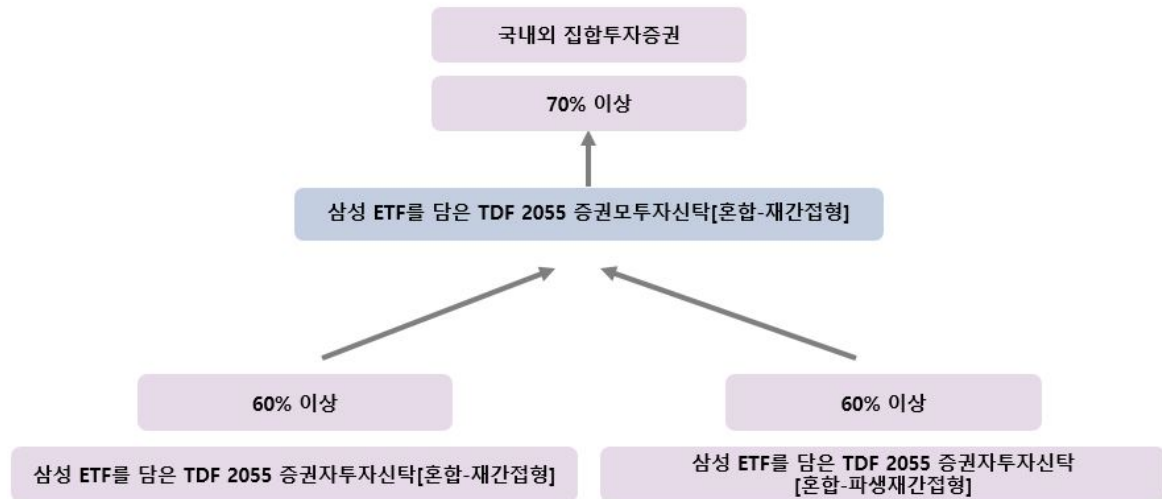 국내외 집합투자증권
70% 이상
삼성 ETF를 담은 TDF 2055 증권모투자신탁[혼합-재간접형]
60% 이상
60% 이상
삼성 ETF를 담은 TDF 2055 증권자투자신탁[혼합-재간접형]
삼성 ETF를 담은 TDF 2055 증권자투자신탁
[혼합-파생재간접형]